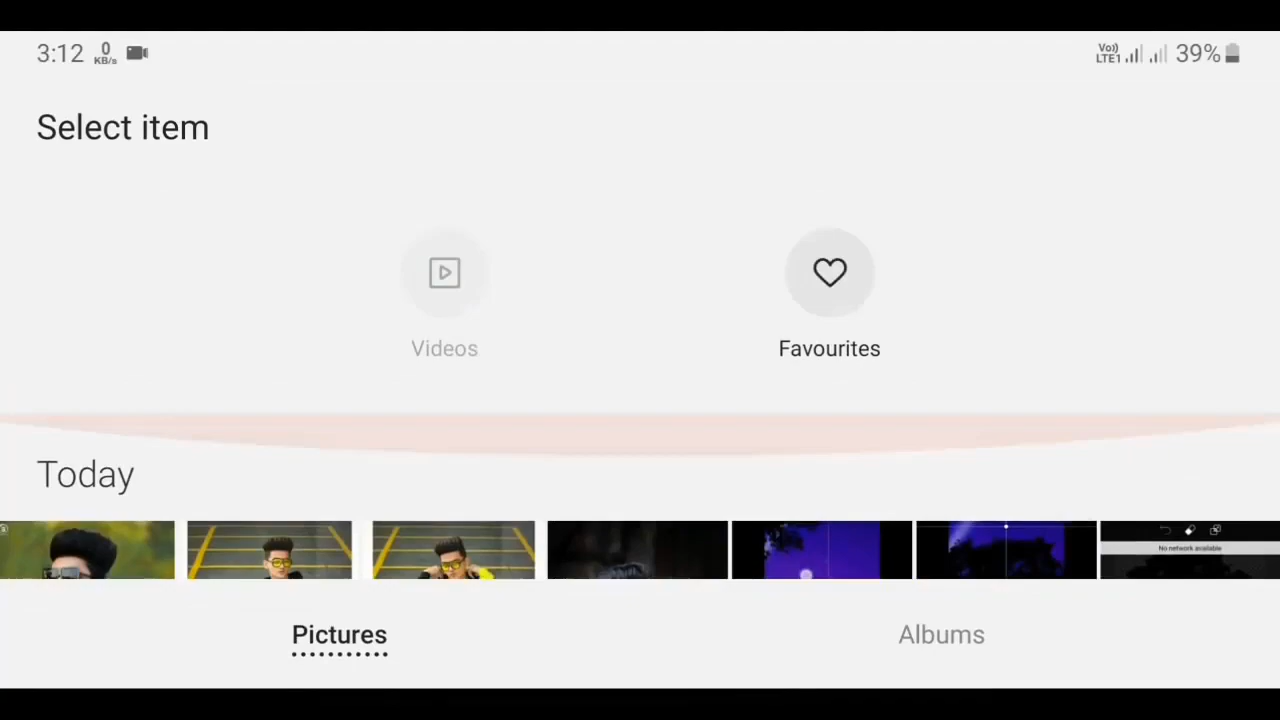 3:12 0 KB/s Vo)) LTE1 39%
Select item
Videos Favourites
Today
No network available
Pictures Albums